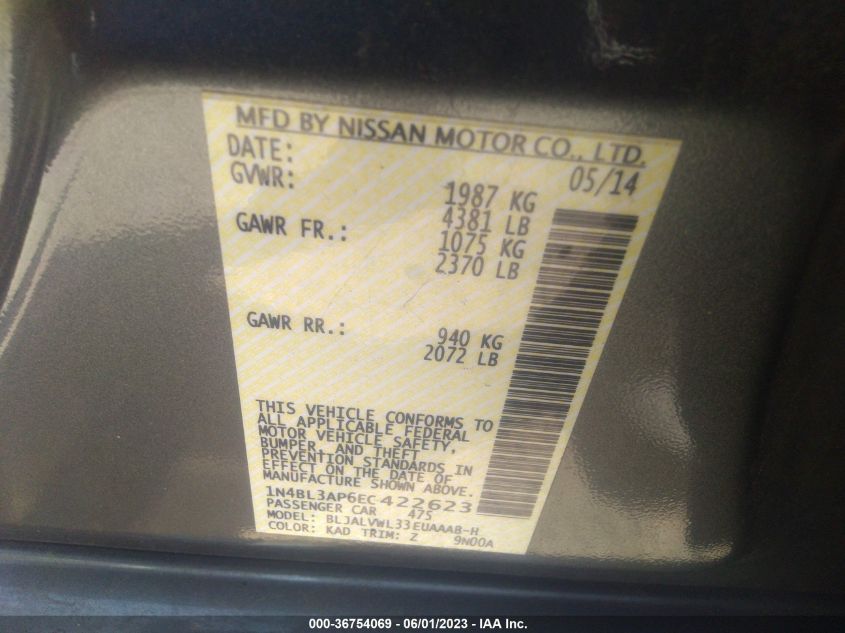 MFD BY NISSAN MOTOR CO., LTD.
DATE: 05/14
GVWR: 1987 KG
4381 LB
GAWR FR.: 1075 KG
2370 LB
GAWR RR.: 940 KG
2072 LB
THIS VEHICLE CONFORMS TO
ALL APPLICABLE FEDERAL
MOTOR VEHICLE SAFETY,
BUMPER, AND THEFT
PREVENTION STANDARDS IN
EFFECT ON THE DATE OF
MANUFACTURE SHOWN ABOVE.
1N4BL3AP6EC422623
PASSENGER CAR 475
MODEL: BLJALVWL33EUAAAB-H
COLOR: KAD TRIM: Z 9N00A
000-36754069 - 06/01/2023 - IAA Inc.